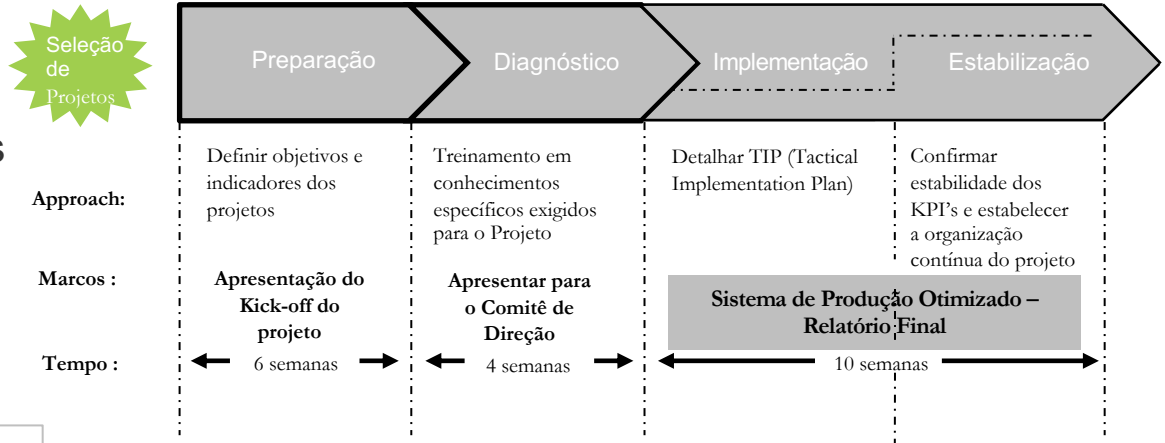 Seleção
de
Projetos
Preparação
Diagnóstico
Implementação
Estabilização
s
Approach:
Definir objetivos e
indicadores dos
projetos
Treinamento em
conhecimentos
específicos exigidos
para o Projeto
Detalhar TIP (Tactical
Implementation Plan)
Confirmar
estabilidade dos
KPI's e estabelecer
a organização
contínua do projeto
Marcos :
Apresentação do
Kick-off do
projeto
Apresentar para
o Comitê de
Direção
Sistema de Produção Otimizado –
Relatório Final
Tempo :
6 semanas
4 semanas
10 semanas